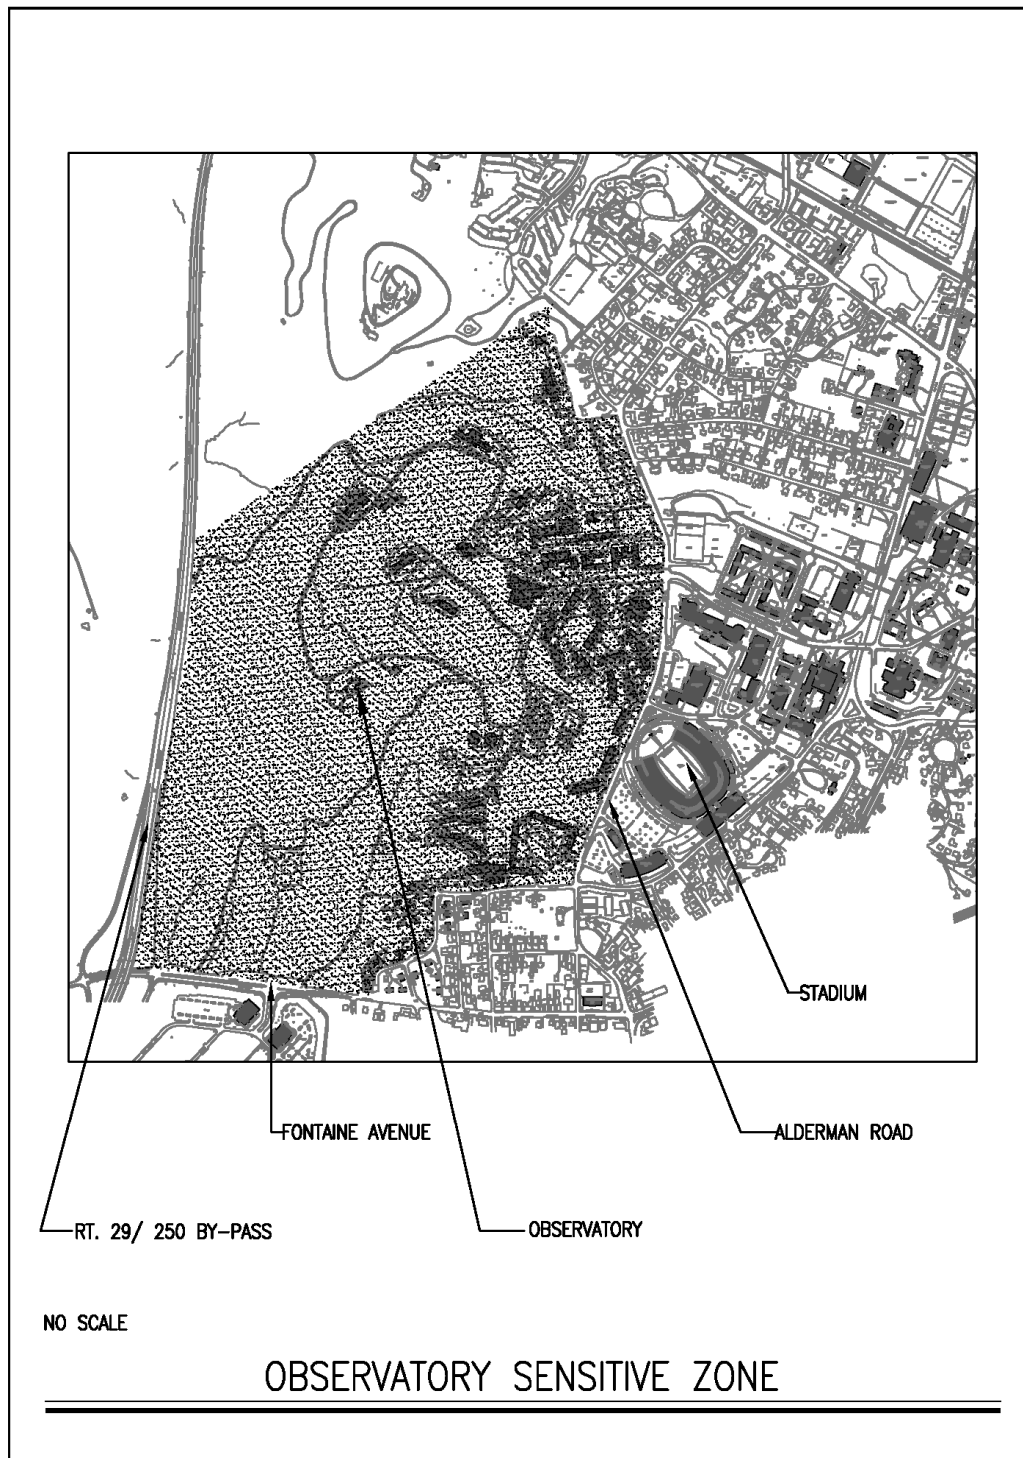 STADIUM
FONTAINE AVENUE
ALDERMAN ROAD
RT. 29/ 250 BY-PASS
OBSERVATORY
NO SCALE
OBSERVATORY SENSITIVE ZONE